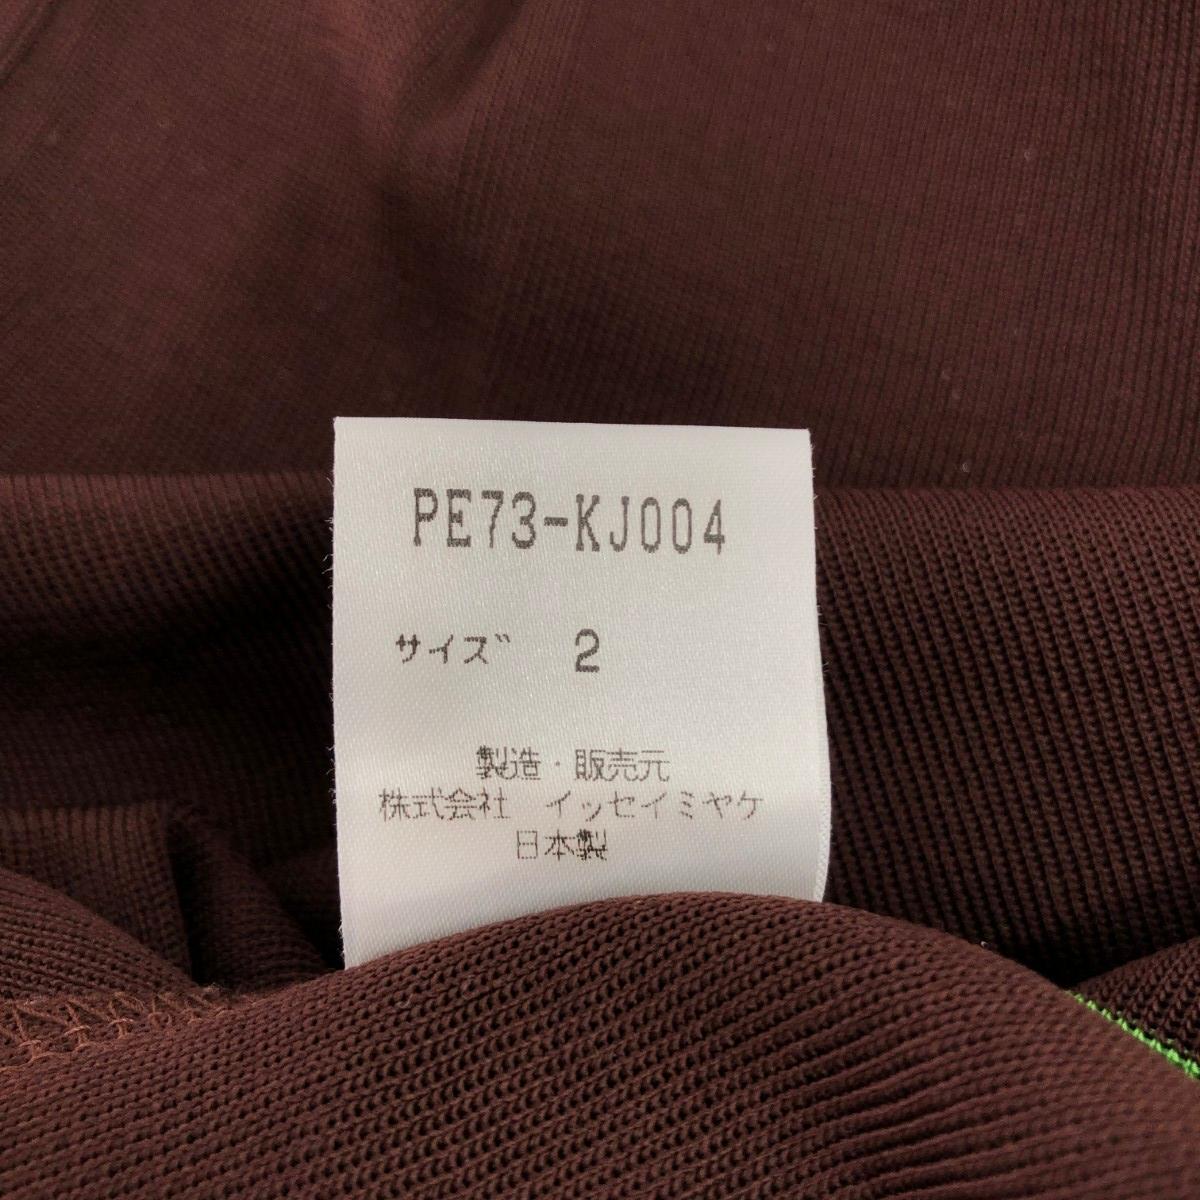 PE73-KJ004
サイズ 2
製造・販売元
株式会社 イッセイミヤケ
日本製